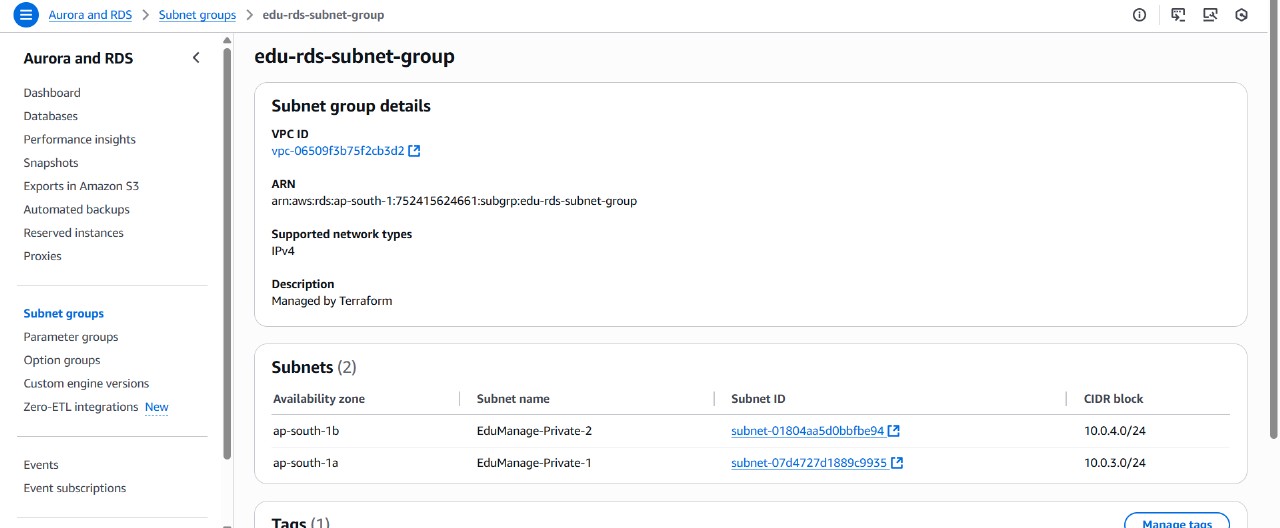 Aurora and RDS > Subnet groups > edu-rds-subnet-group
Aurora and RDS
Dashboard
Databases
Performance insights
Snapshots
Exports in Amazon S3
Automated backups
Reserved instances
Proxies
Subnet groups
Parameter groups
Option groups
Custom engine versions
Zero-ETL integrations New
Events
Event subscriptions
edu-rds-subnet-group
Subnet group details
VPC ID
vpc-06509f3b75f2cb3d2
ARN
arn:aws:rds:ap-south-1:752415624661:subgrp:edu-rds-subnet-group
Supported network types
IPv4
Description
Managed by Terraform
Subnets (2)
Availability zone Subnet name Subnet ID CIDR block
ap-south-1b EduManage-Private-2 subnet-01804aa5d0bbfbe94 10.0.4.0/24
ap-south-1a EduManage-Private-1 subnet-07d4727d1889c9935 10.0.3.0/24
Tags (1) Manage tags